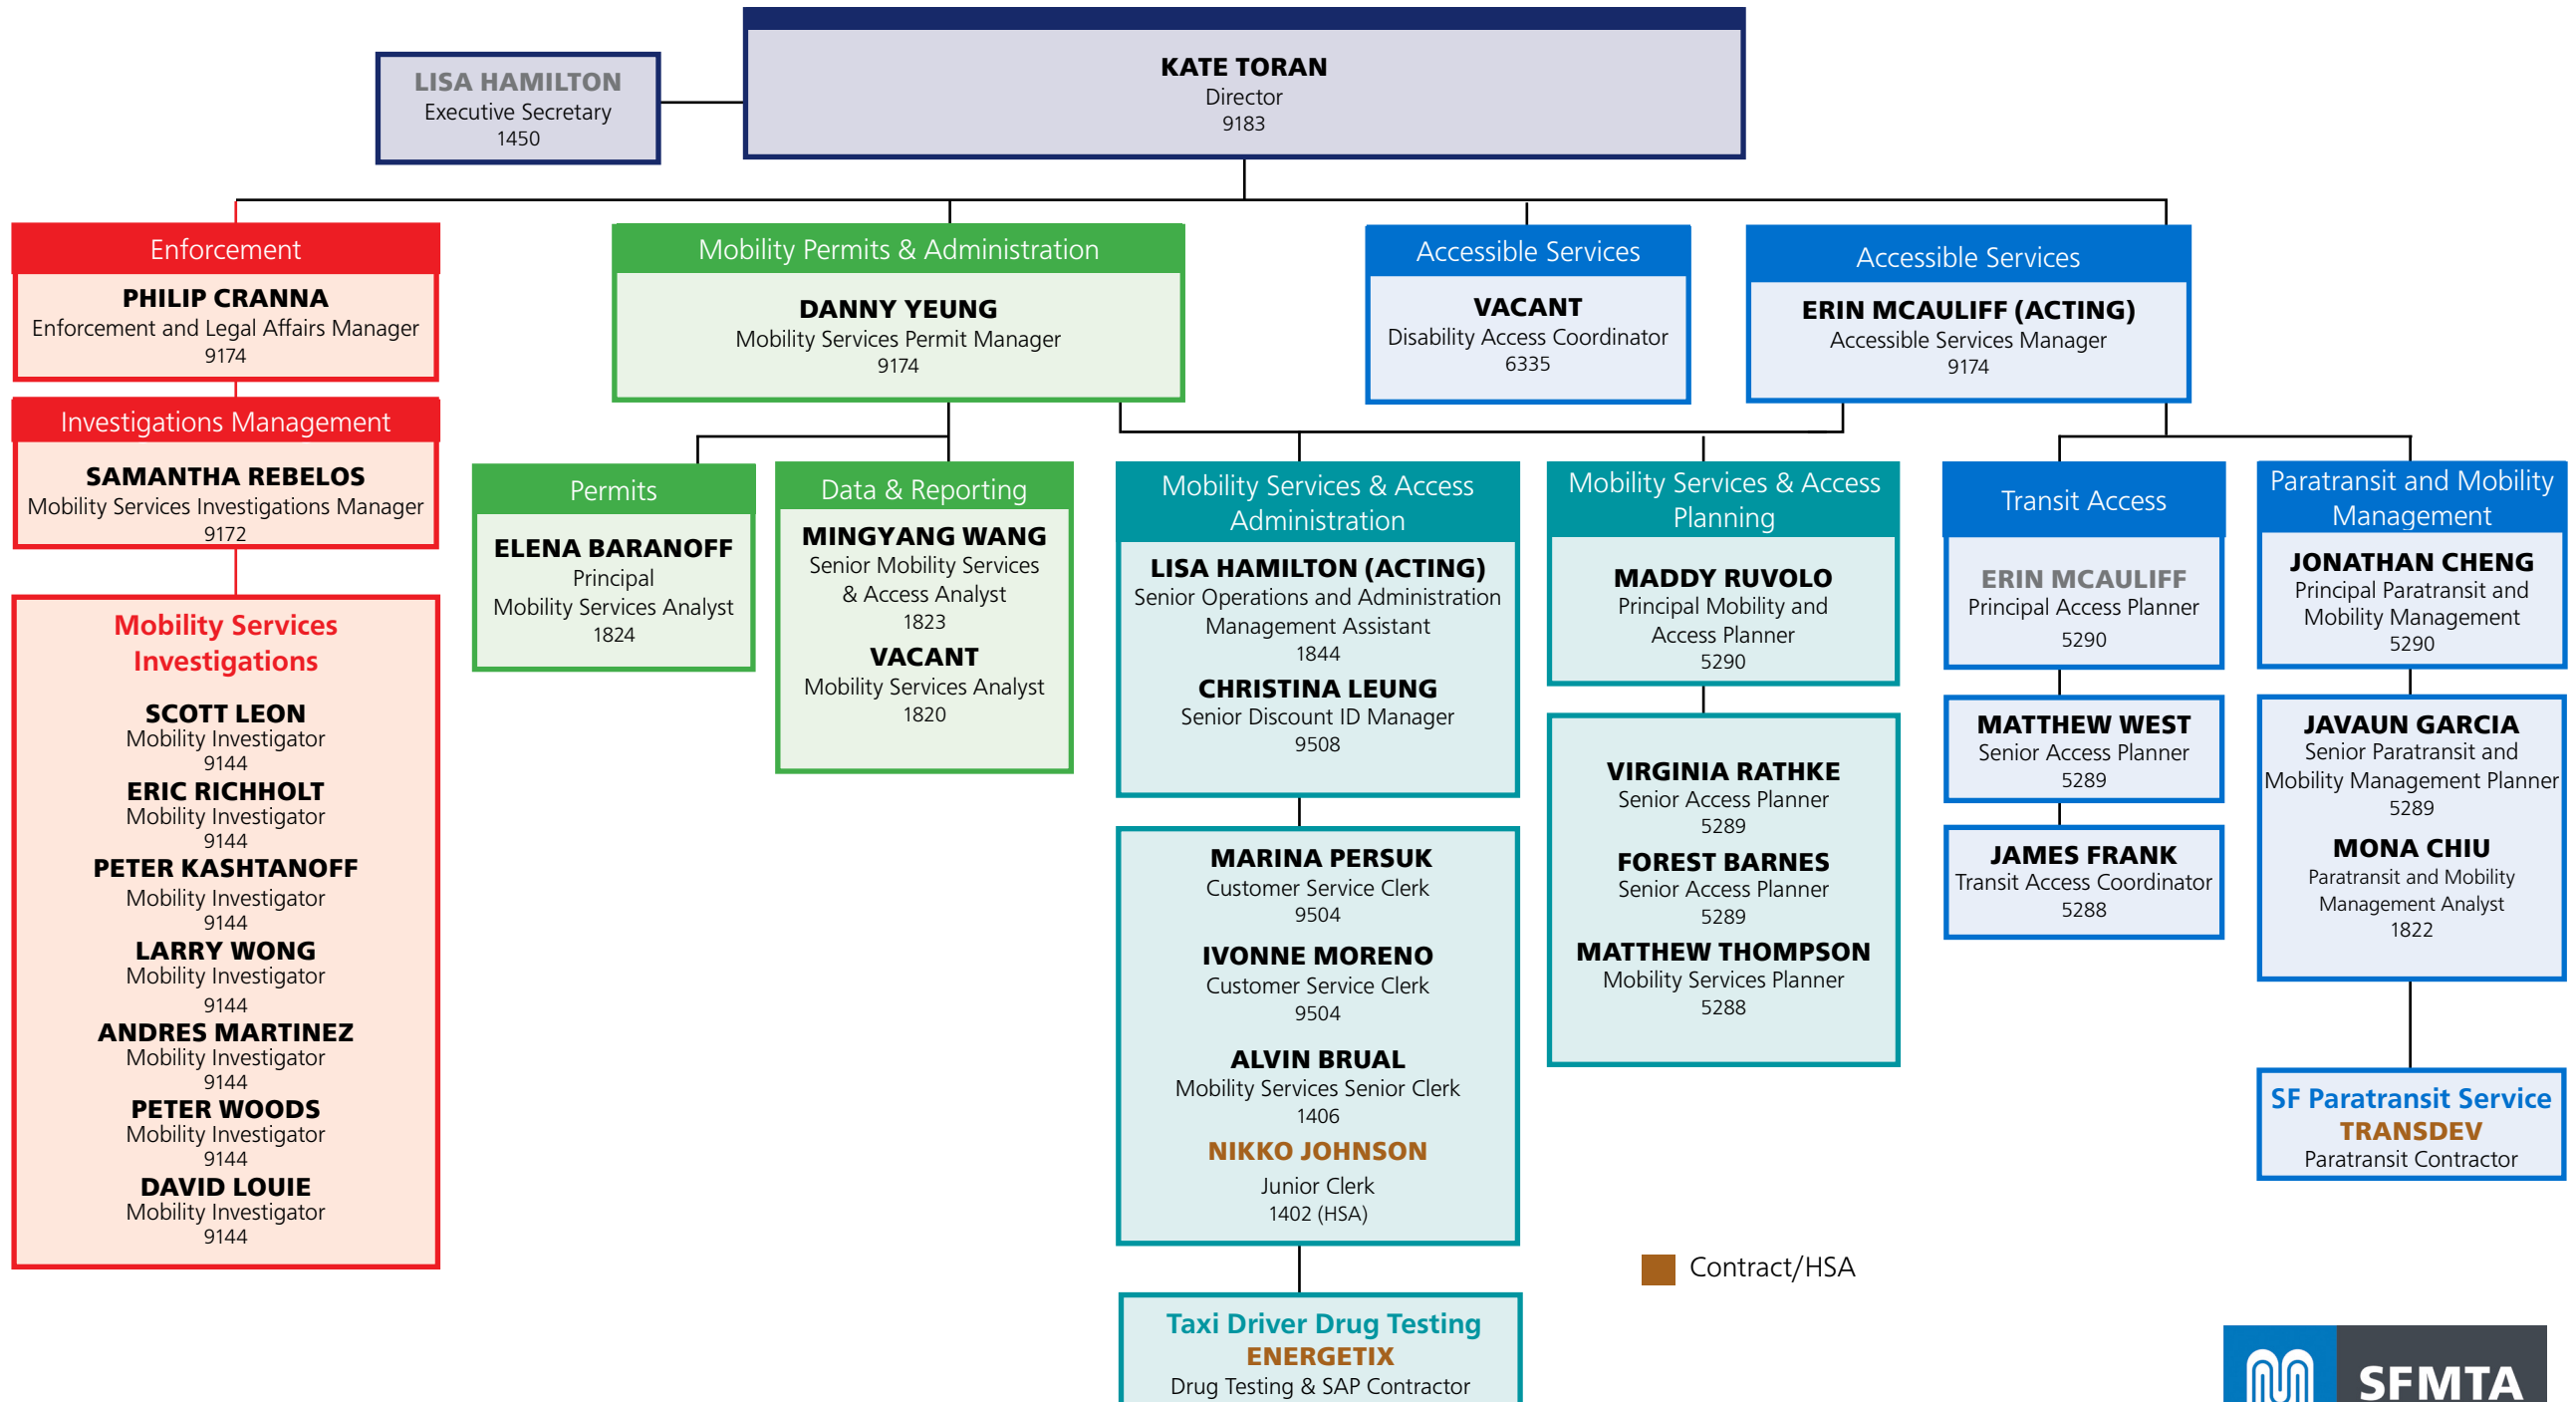 LISA HAMILTON
Executive Secretary
1450
KATE TORAN
Director
9183
Enforcement
PHILIP CRANNA
Enforcement and Legal Affairs Manager
9174
Investigations Management
SAMANTHA REBELOS
Mobility Services Investigations Manager
9172
Mobility Services
Investigations
SCOTT LEON
Mobility Investigator
9144
ERIC RICHHOLT
Mobility Investigator
9144
PETER KASHTANOFF
Mobility Investigator
9144
LARRY WONG
Mobility Investigator
9144
ANDRES MARTINEZ
Mobility Investigator
9144
PETER WOODS
Mobility Investigator
9144
DAVID LOUIE
Mobility Investigator
9144
Mobility Permits & Administration
DANNY YEUNG
Mobility Services Permit Manager
9174
Permits
ELENA BARANOFF
Principal
Mobility Services Analyst
1824
Data & Reporting
MINGYANG WANG
Senior Mobility Services
& Access Analyst
1823
VACANT
Mobility Services Analyst
1820
Accessible Services
VACANT
Disability Access Coordinator
6335
Accessible Services
ERIN MCAULIFF (ACTING)
Accessible Services Manager
9174
Mobility Services & Access
Administration
LISA HAMILTON (ACTING)
Senior Operations and Administration
Management Assistant
1844
CHRISTINA LEUNG
Senior Discount ID Manager
9508
MARINA PERSUK
Customer Service Clerk
9504
IVONNE MORENO
Customer Service Clerk
9504
ALVIN BRUAL
Mobility Services Senior Clerk
1406
NIKKO JOHNSON
Junior Clerk
1402 (HSA)
Taxi Driver Drug Testing
ENERGETIX
Drug Testing & SAP Contractor
Mobility Services & Access
Planning
MADDY RUVOLO
Principal Mobility and
Access Planner
5290
VIRGINIA RATHKE
Senior Access Planner
5289
FOREST BARNES
Senior Access Planner
5289
MATTHEW THOMPSON
Mobility Services Planner
5288
Transit Access
ERIN MCAULIFF
Principal Access Planner
5290
MATTHEW WEST
Senior Access Planner
5289
JAMES FRANK
Transit Access Coordinator
5288
Paratransit and Mobility
Management
JONATHAN CHENG
Principal Paratransit and
Mobility Management
5290
JAVAUN GARCIA
Senior Paratransit and
Mobility Management Planner
5289
MONA CHIU
Paratransit and Mobility
Management Analyst
1822
SF Paratransit Service
TRANSDEV
Paratransit Contractor
Contract/HSA
SFMTA